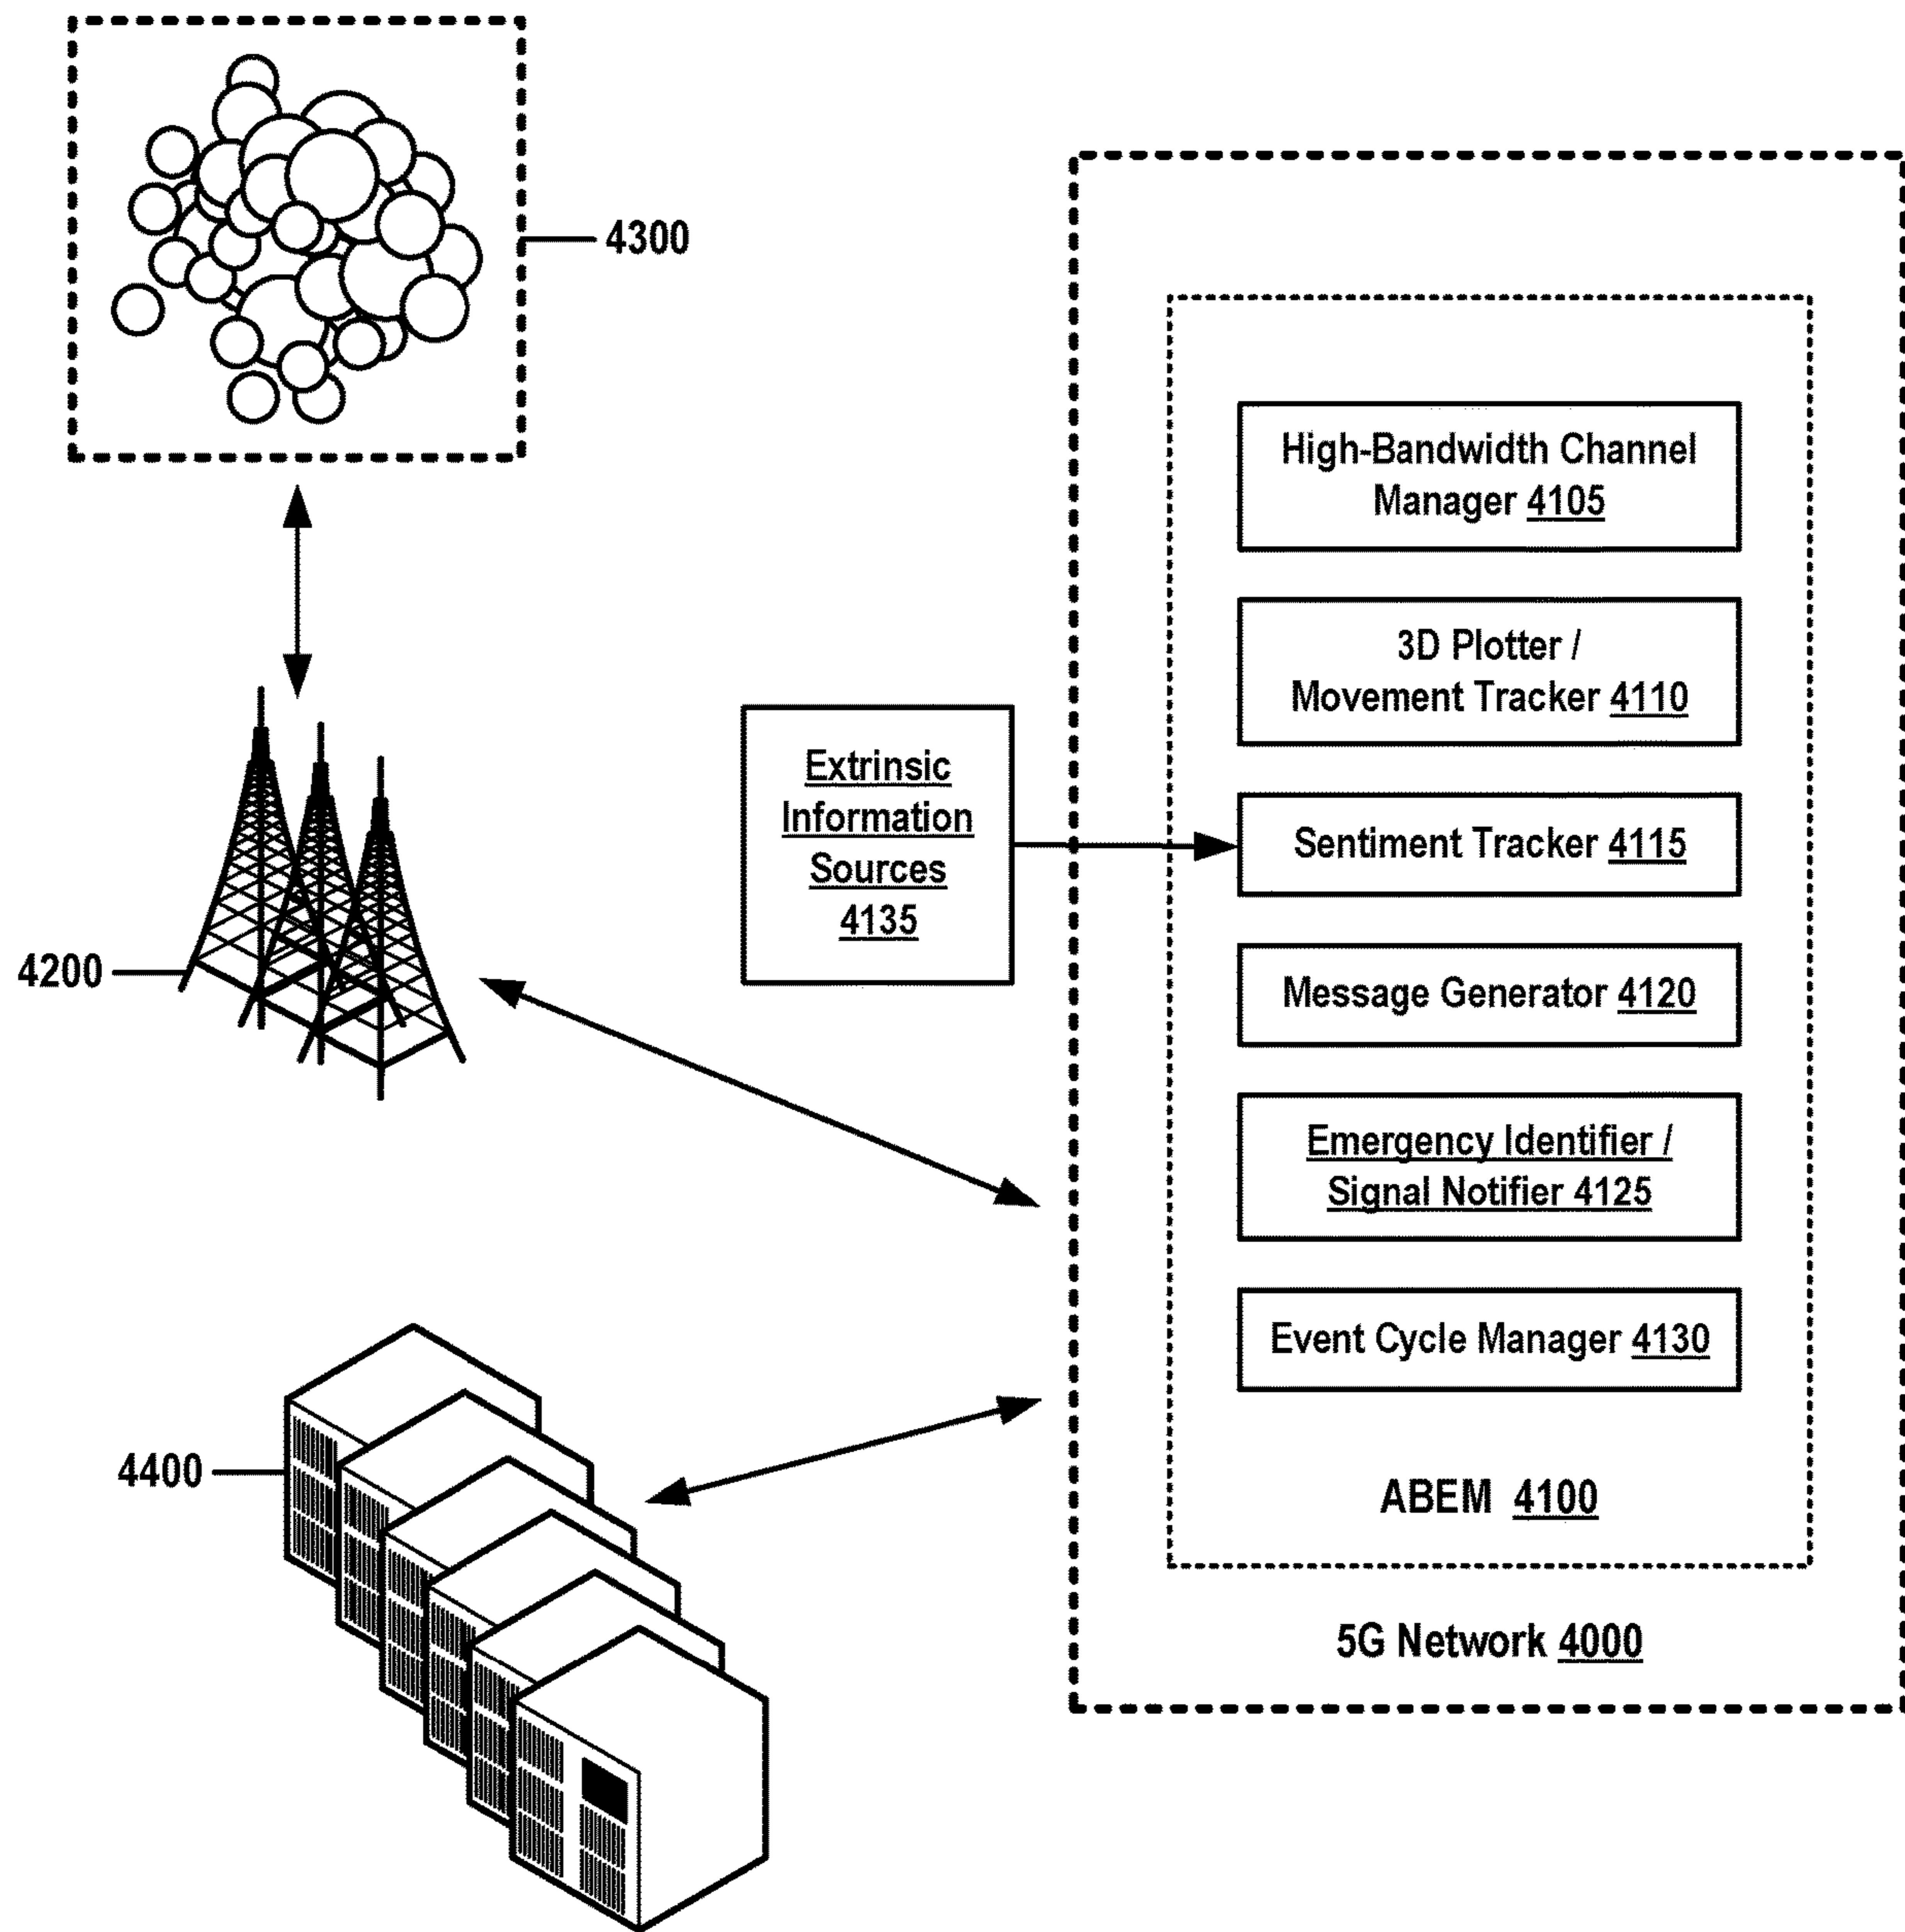 4300
4200
4400
Extrinsic
Information
Sources
4135
High-Bandwidth Channel
Manager 4105
3D Plotter /
Movement Tracker 4110
Sentiment Tracker 4115
Message Generator 4120
Emergency Identifier /
Signal Notifier 4125
Event Cycle Manager 4130
ABEM 4100
5G Network 4000